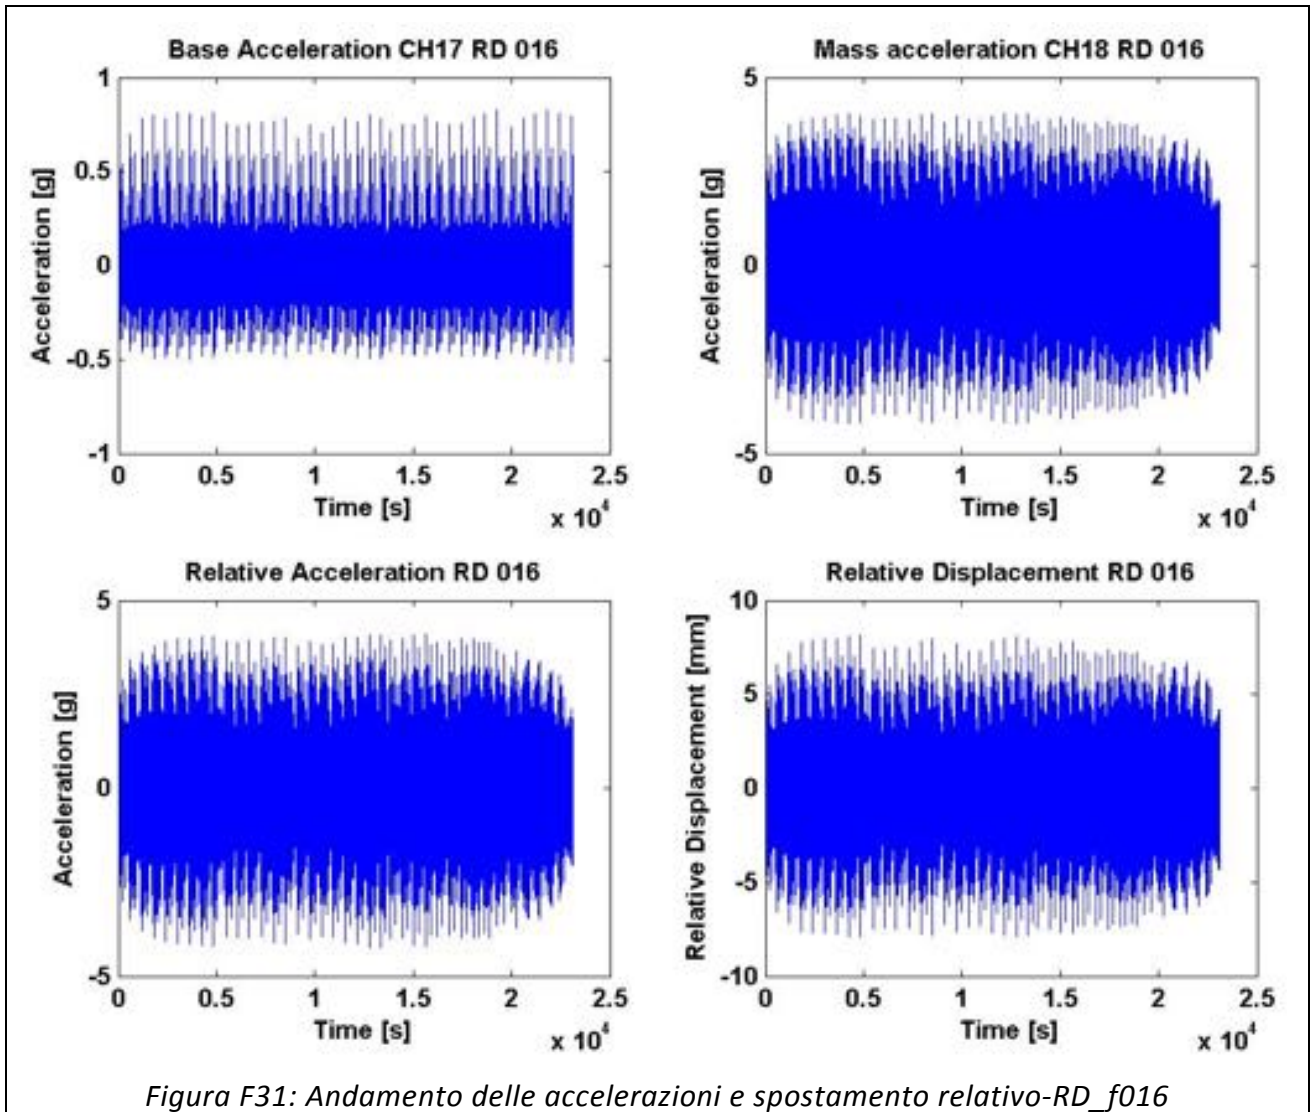 Base Acceleration CH17 RD 016
Acceleration [g]
1
0.5
0
-0.5
-1
0 0.5 1 1.5 2 2.5
Time [s]
x 10^4
Mass acceleration CH18 RD 016
Acceleration [g]
5
0
-5
0 0.5 1 1.5 2 2.5
Time [s]
x 10^4
Relative Acceleration RD 016
Acceleration [g]
5
0
-5
0 0.5 1 1.5 2 2.5
Time [s]
x 10^4
Relative Displacement RD 016
Relative Displacement [mm]
10
5
0
-5
-10
0 0.5 1 1.5 2 2.5
Time [s]
x 10^4
Figura F31: Andamento delle accelerazioni e spostamento relativo-RD_f016